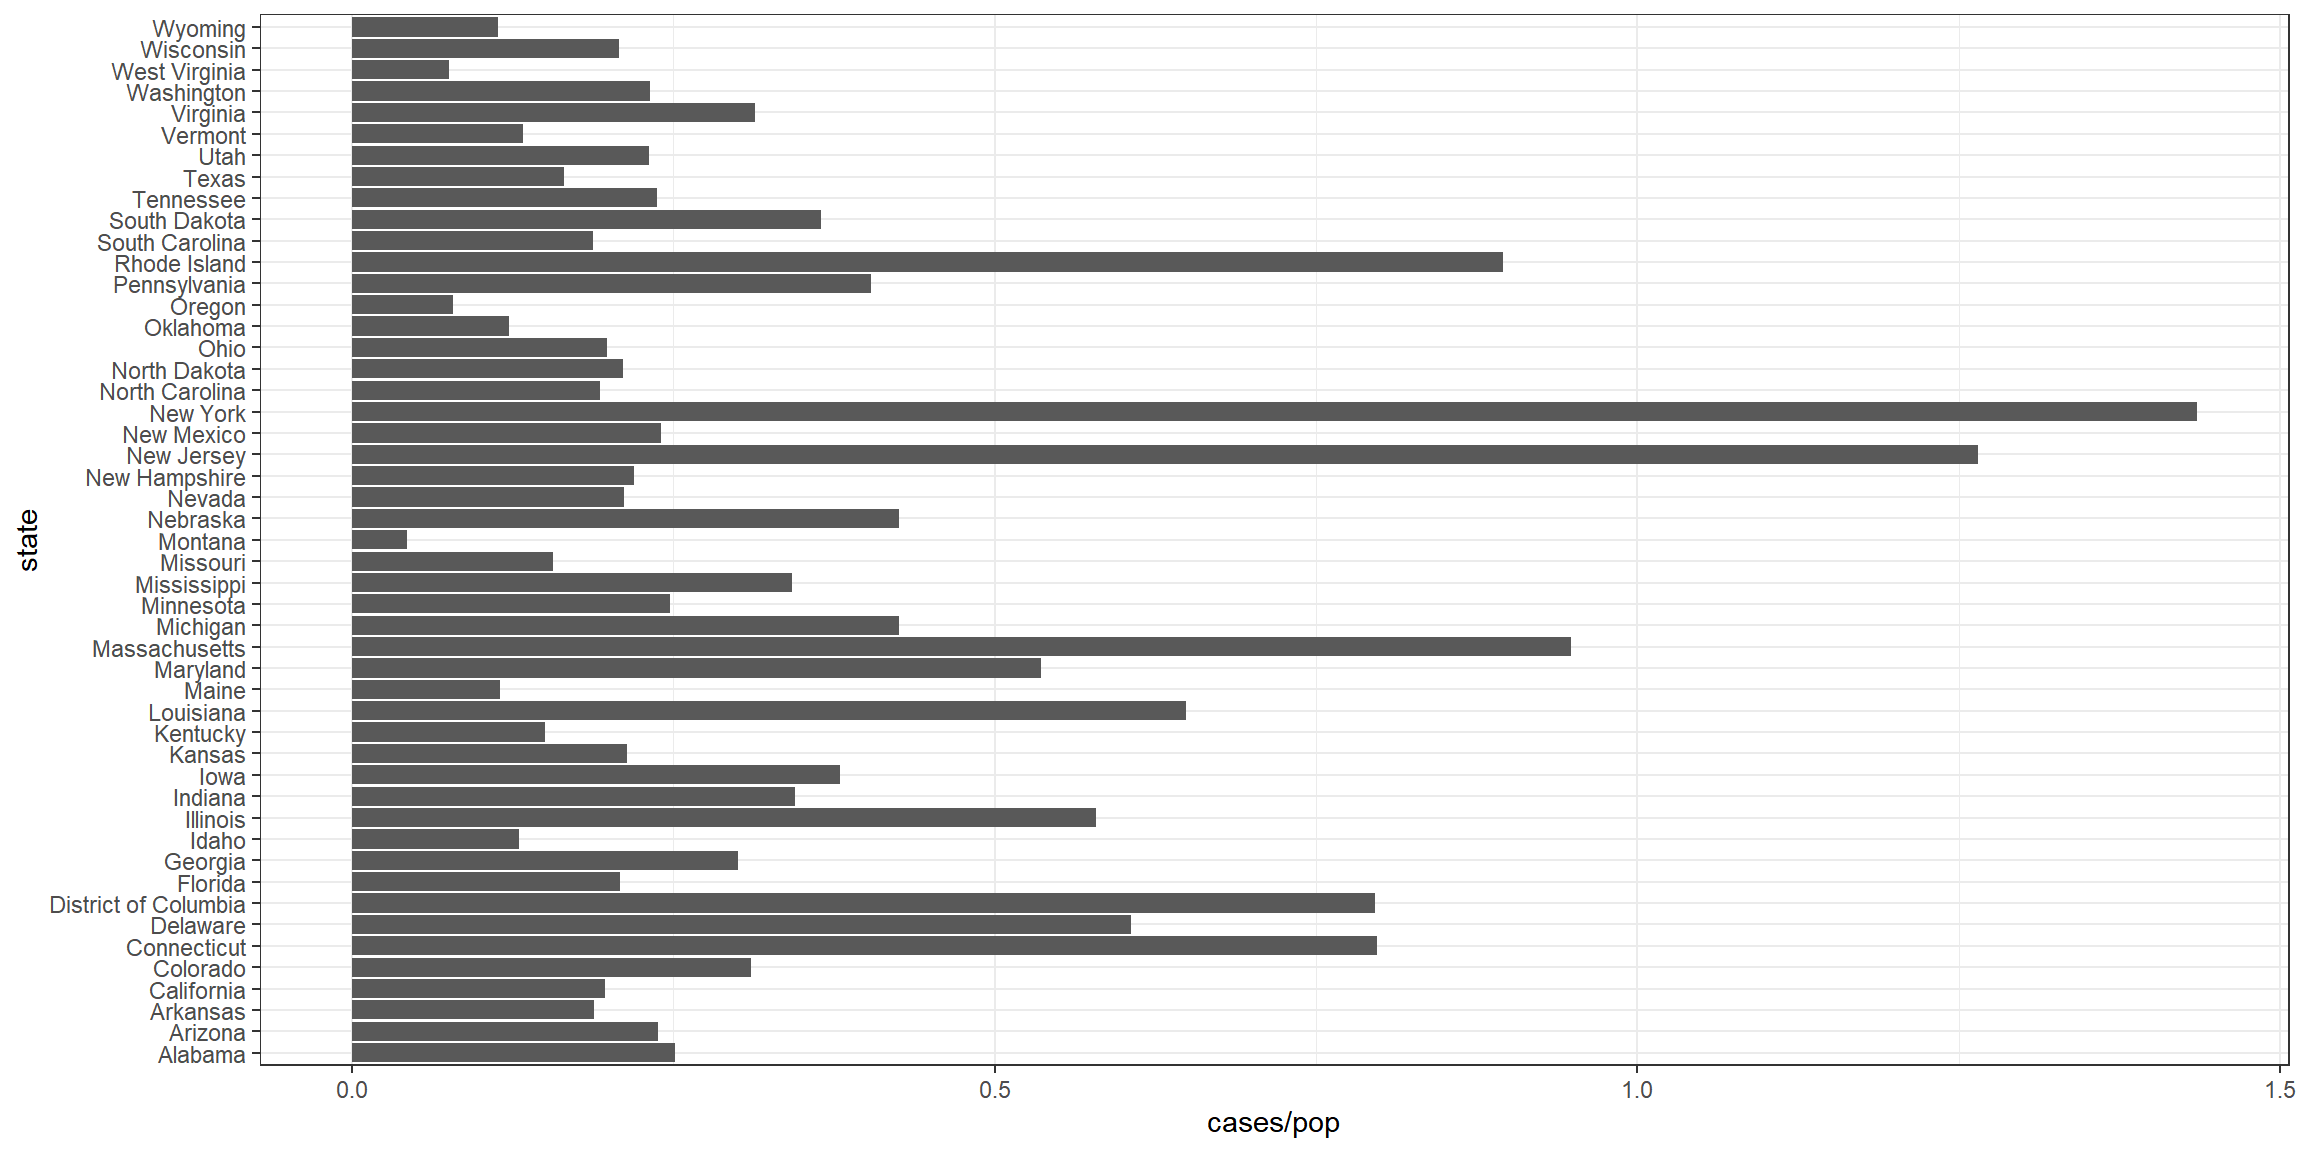 Wyoming
Wisconsin
West Virginia
Washington
Virginia
Vermont
Utah
Texas
Tennessee
South Dakota
South Carolina
Rhode Island
Pennsylvania
Oregon
Oklahoma
Ohio
North Dakota
North Carolina
New York
New Mexico
New Jersey
New Hampshire
Nevada
Nebraska
Montana
Missouri
Mississippi
Minnesota
Michigan
Massachusetts
Maryland
Maine
Louisiana
Kentucky
Kansas
Iowa
Indiana
Illinois
Idaho
Georgia
Florida
District of Columbia
Delaware
Connecticut
Colorado
California
Arkansas
Arizona
Alabama
state
0.0 0.5 1.0 1.5
cases/pop